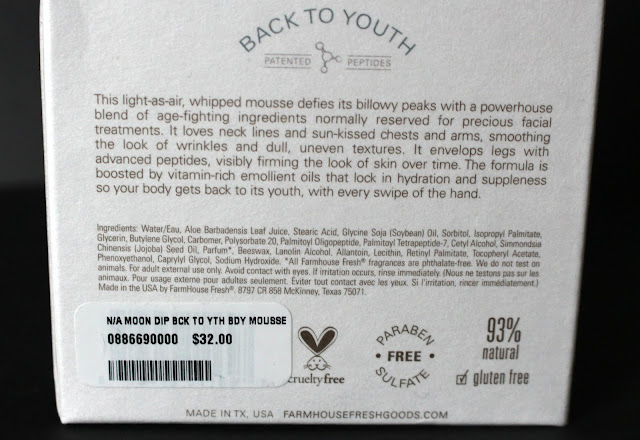 BACK TO YOUTH
PATENTED PEPTIDES
This light-as-air, whipped mousse defies its billowy peaks with a powerhouse
blend of age-fighting ingredients normally reserved for precious facial
treatments. It loves neck lines and sun-kissed chests and arms, smoothing
the look of wrinkles and dull, uneven textures. It envelops legs with
advanced peptides, visibly firming the look of skin over time. The formula is
boosted by vitamin-rich emollient oils that lock in hydration and suppleness
so your body gets back to its youth, with every swipe of the hand.
Ingredients: Water/Eau, Aloe Barbadensis Leaf Juice, Stearic Acid, Glycine Soja (Soybean) Oil, Sorbitol, Isopropyl Palmitate,
Glycerin, Butylene Glycol, Carbomer, Polysorbate 20, Palmitoyl Oligopeptide, Palmitoyl Tetrapeptide-7, Cetyl Alcohol, Simmondsia
Chinensis (Jojoba) Seed Oil, Parfum*, Beeswax, Lanolin Alcohol, Allantoin, Lecithin, Retinyl Palmitate, Tocopheryl Acetate,
Phenoxyethanol, Caprylyl Glycol, Sodium Hydroxide. *All Farmhouse Fresh® fragrances are phthalate-free. We do not test on
animals. For adult external use only. Avoid contact with eyes. If irritation occurs, rinse immediately. (Nous ne testons pas sur les
animaux. Pour usage externe pour adultes seulement. Éviter tout contact avec les yeux. Si l'irritation, rincer immédiatement.)
Made in the USA by FarmHouse Fresh®. 8797 CR 858 McKinney, Texas 75071.
N/A MOON DIP BCK TO YTH BDY MOUSSE
0886690000 $32.00
crueltyfree
PARABEN
• FREE •
SULFATE
93%
natural
gluten free
MADE IN TX, USA FARMHOUSEFRESHGOODS.COM